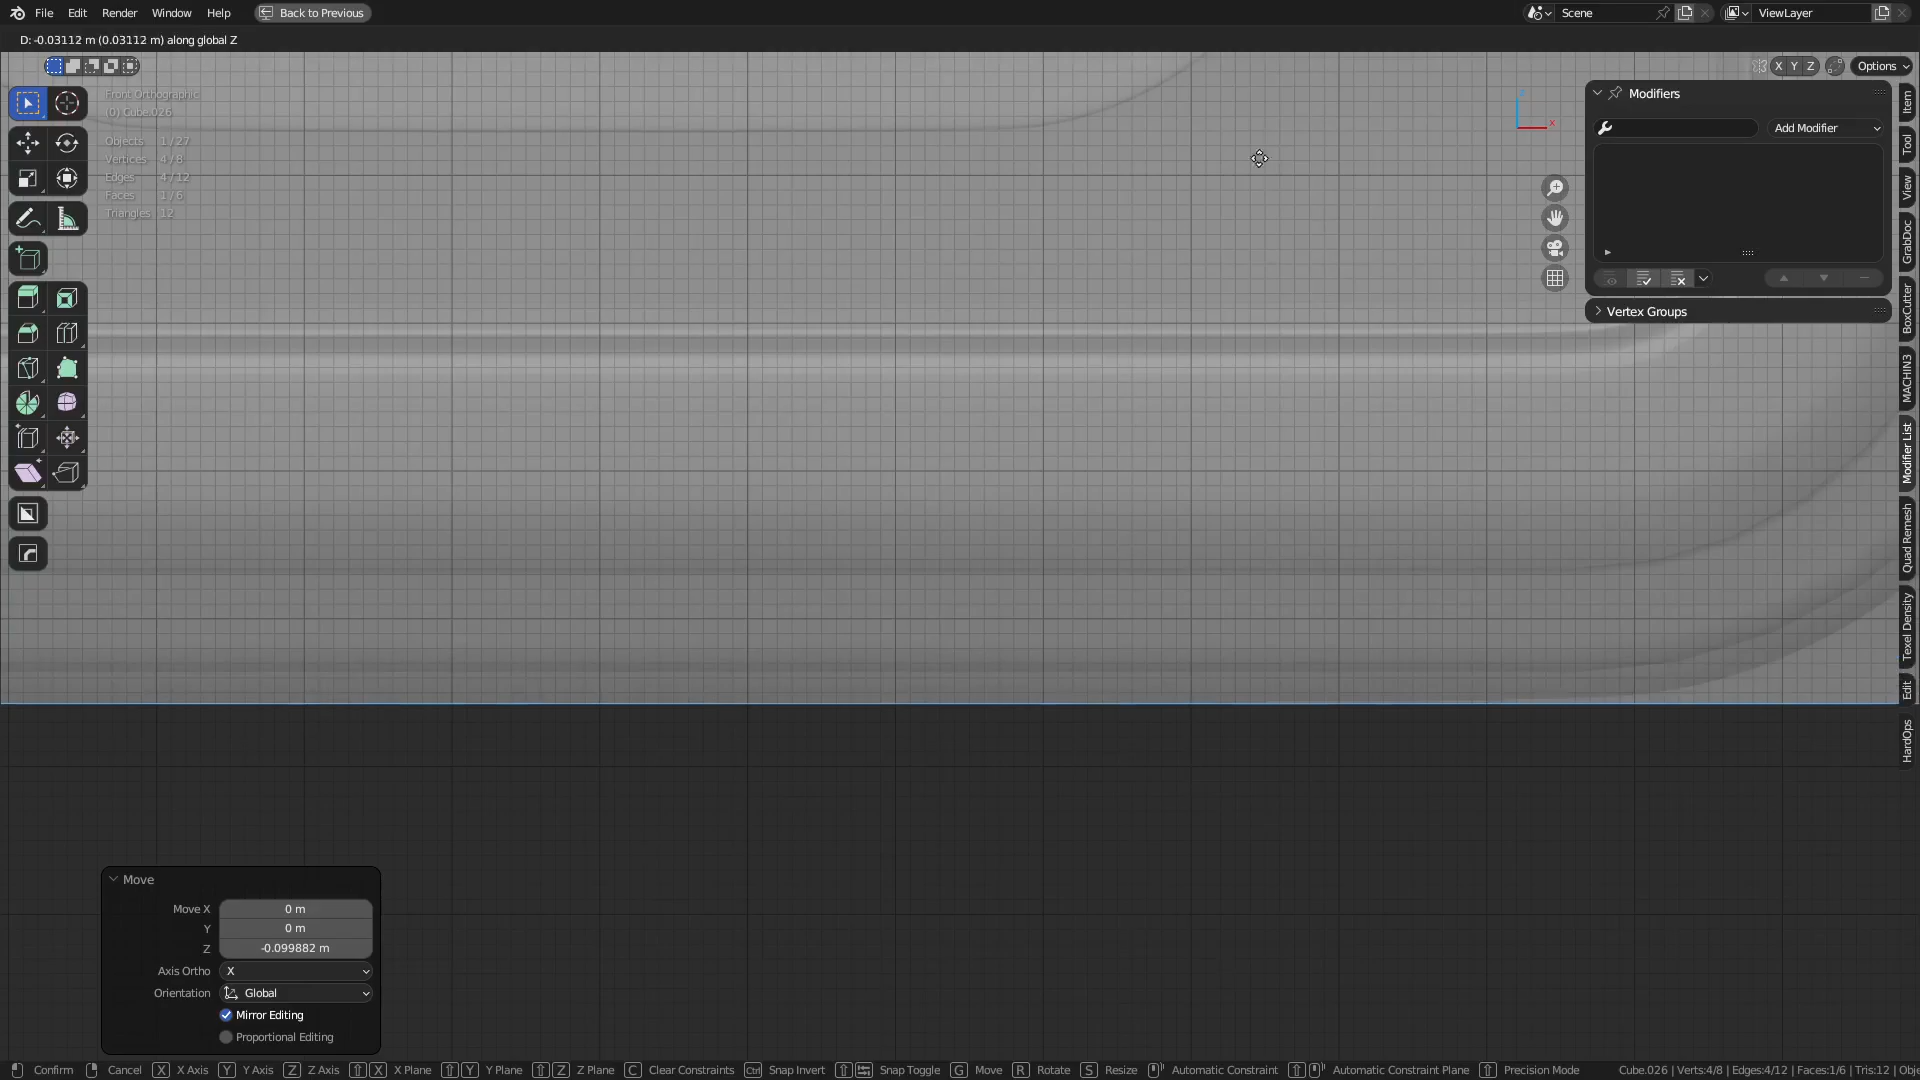 File Edit Render Window Help Back to Previous Scene ViewLayer
D: -0.03112 m (0.03112 m) along global Z
X Y Z Options
Front Orthographic
(0) Cube.026
Objects 1/27
Vertices 4/8
Edges 4/12
Faces 1/6
Triangles 12
Z
X
Modifiers
Add Modifier
Vertex Groups
Item
Tool
View
GrabDoc
BoxCutter
MACHIN3
Modifier List
Quad Remesh
Texel Density
Edit
HardOps
Move
Move X 0 m
Y 0 m
Z -0.099882 m
Axis Ortho X
Orientation Global
Mirror Editing
Proportional Editing
Confirm Cancel X X Axis Y Y Axis Z Z Axis X X Plane Y Y Plane Z Z Plane C Clear Constraints Ctrl Snap Invert Snap Toggle G Move R Rotate S Resize Automatic Constraint Automatic Constraint Plane Precision Mode Cube.026 | Verts:4/8 | Edges:4/12 | Faces:1/6 | Tris:12 | Obje